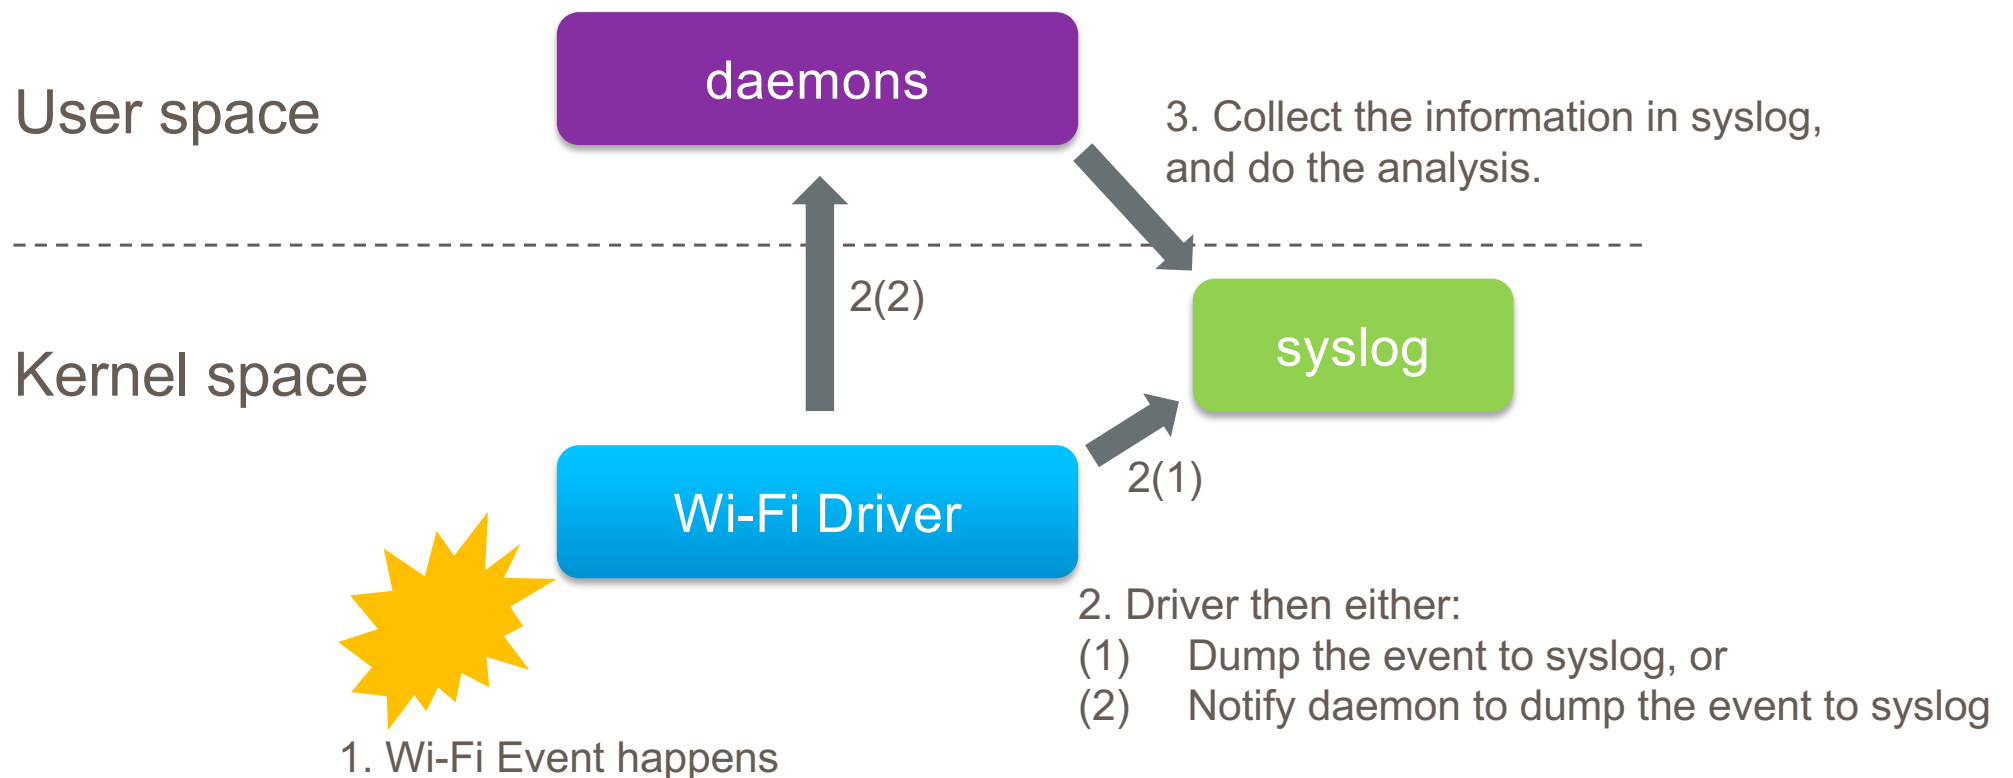 daemons
User space
3. Collect the information in syslog,
and do the analysis.
2(2)
syslog
Kernel space
2(1)
Wi-Fi Driver
2. Driver then either:
(1) Dump the event to syslog, or
(2) Notify daemon to dump the event to syslog
1. Wi-Fi Event happens